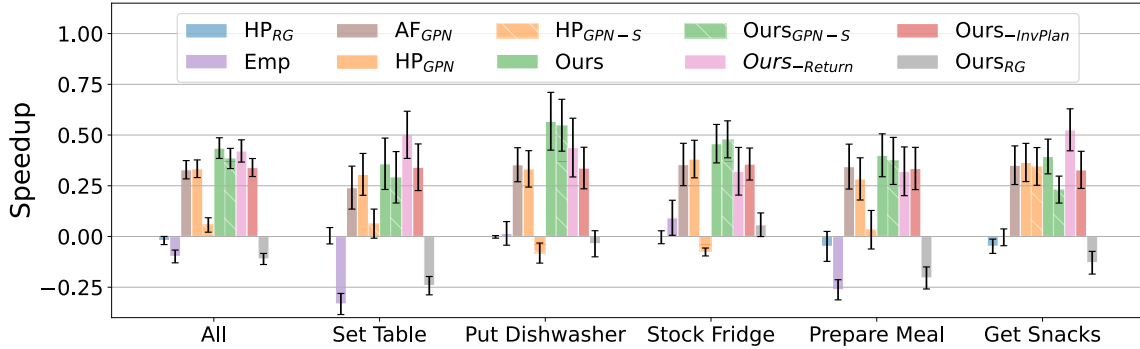 1.00
0.75
0.50
0.25
0.00
−0.25
Speedup
HP_RG AF_GPN HP_GPN−S Ours_GPN−S Ours_−InvPlan
Emp HP_GPN Ours Ours_−Return Ours_RG
All Set Table Put Dishwasher Stock Fridge Prepare Meal Get Snacks